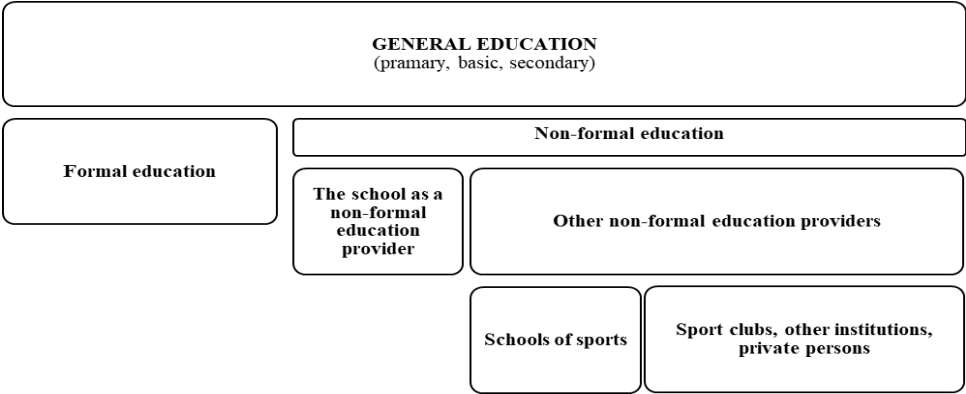 GENERAL EDUCATION
(pramary, basic, secondary)
Non-formal education
Formal education
The school as a
non-formal
education
provider
Other non-formal education providers
Schools of sports
Sport clubs, other institutions,
private persons